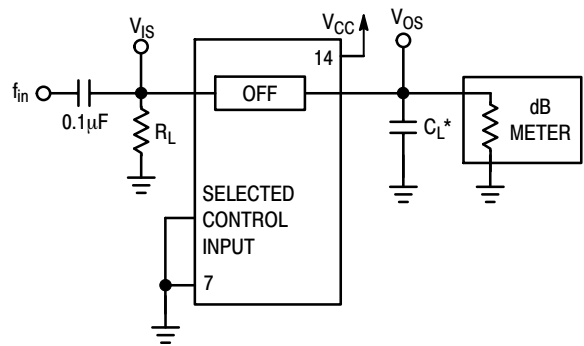 V_IS
V_CC
14
V_OS
f_in
0.1μF
R_L
OFF
C_L*
dB
METER
SELECTED
CONTROL
INPUT
7